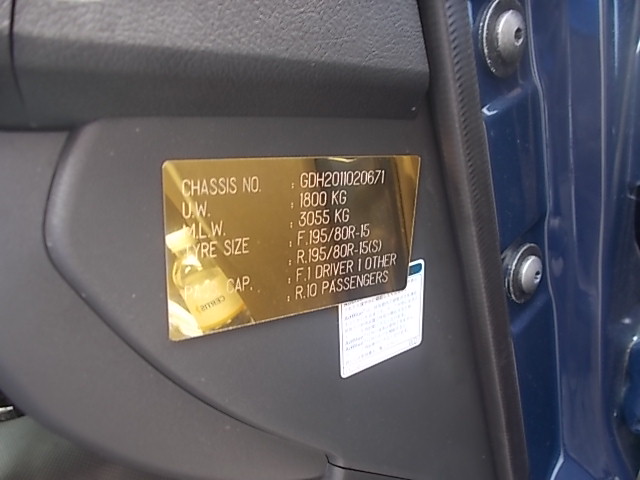 CHASSIS NO. : GDH2011020671
U.W. : 1800 KG
M.L.W. : 3055 KG
TYRE SIZE : F.195/80R-15
: R.195/80R-15(S)
CAP. : F.1 DRIVER 1 OTHER
: R.10 PASSENGERS